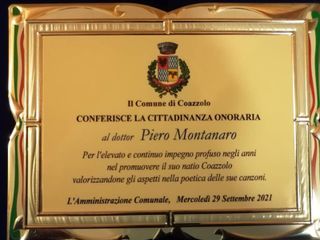 Il Comune di Coazzolo
CONFERISCE LA CITTADINANZA ONORARIA
al dottor Piero Montanaro
Per l'elevato e continuo impegno profuso negli anni
nel promuovere il suo natio Coazzolo
valorizzandone gli aspetti nella poetica delle sue canzoni.
L'Amministrazione Comunale, Mercoledì 29 Settembre 2021